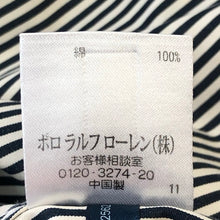 綿 100%
ポロ ラルフ ローレン(株)
お客様相談室
0120-3274-20
中国製
11